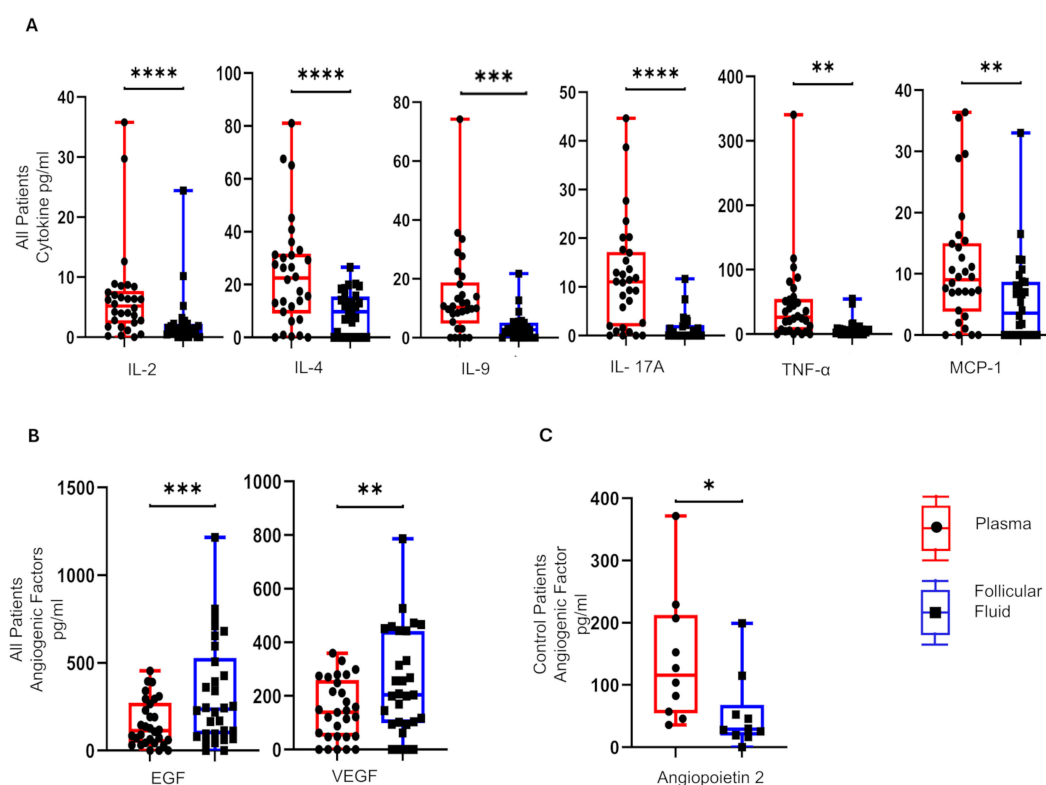 A
All Patients
Cytokine pg/ml
****
40
30
20
10
0
IL-2
****
100
80
60
40
20
0
IL-4
***
80
60
40
20
0
IL-9
****
50
40
30
20
10
0
IL- 17A
**
400
300
200
100
0
TNF-α
**
40
30
20
10
0
MCP-1
B
All Patients
Angiogenic Factors
pg/ml
***
1500
1000
500
0
EGF
**
1000
800
600
400
200
0
VEGF
C
Control Patients
Angiogenic Factor
pg/ml
*
400
300
200
100
0
Angiopoietin 2
Plasma
Follicular
Fluid